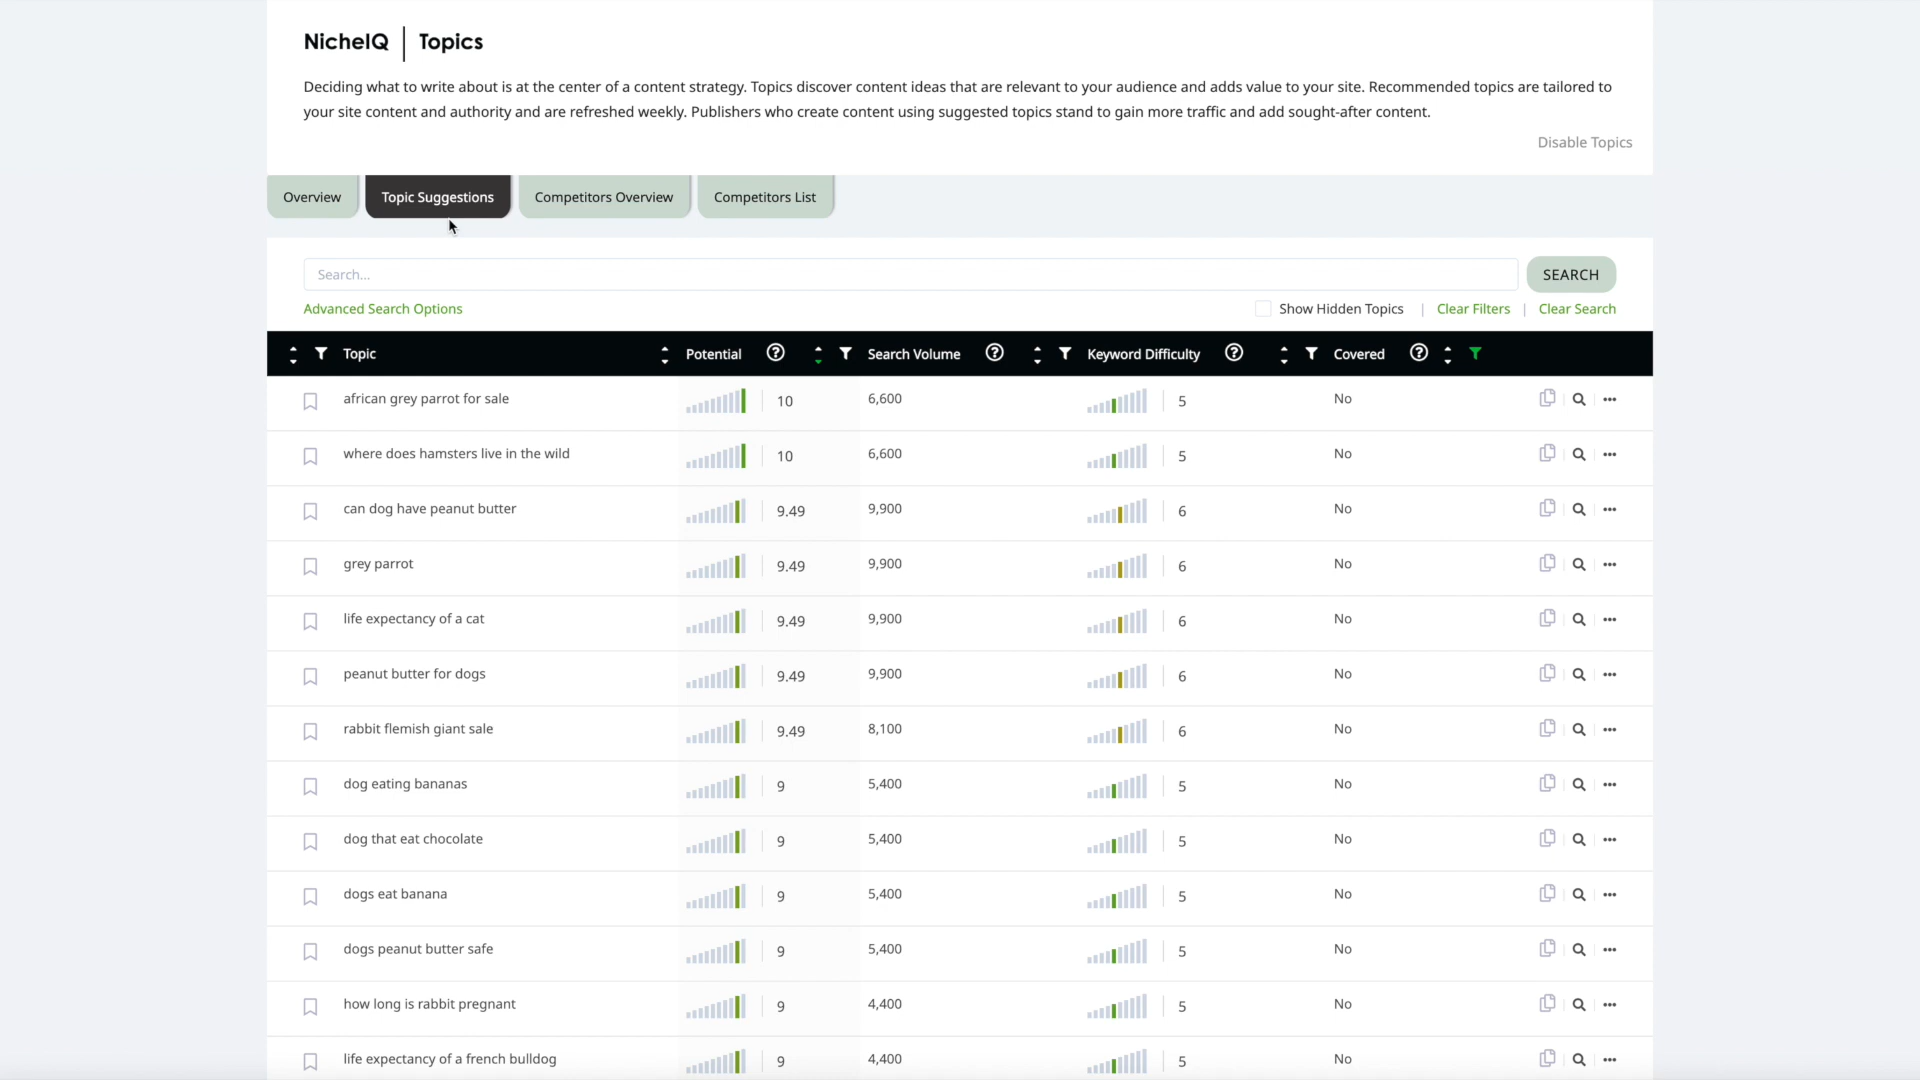 NicheIQ | Topics
Deciding what to write about is at the center of a content strategy. Topics discover content ideas that are relevant to your audience and adds value to your site. Recommended topics are tailored to
your site content and authority and are refreshed weekly. Publishers who create content using suggested topics stand to gain more traffic and add sought-after content.
Disable Topics
Overview Topic Suggestions Competitors Overview Competitors List
Search... SEARCH
Advanced Search Options Show Hidden Topics | Clear Filters | Clear Search
Topic Potential ? Search Volume ? Keyword Difficulty ? Covered ?
african grey parrot for sale 10 6,600 5 No
where does hamsters live in the wild 10 6,600 5 No
can dog have peanut butter 9.49 9,900 6 No
grey parrot 9.49 9,900 6 No
life expectancy of a cat 9.49 9,900 6 No
peanut butter for dogs 9.49 9,900 6 No
rabbit flemish giant sale 9.49 8,100 6 No
dog eating bananas 9 5,400 5 No
dog that eat chocolate 9 5,400 5 No
dogs eat banana 9 5,400 5 No
dogs peanut butter safe 9 5,400 5 No
how long is rabbit pregnant 9 4,400 5 No
life expectancy of a french bulldog 9 4,400 5 No